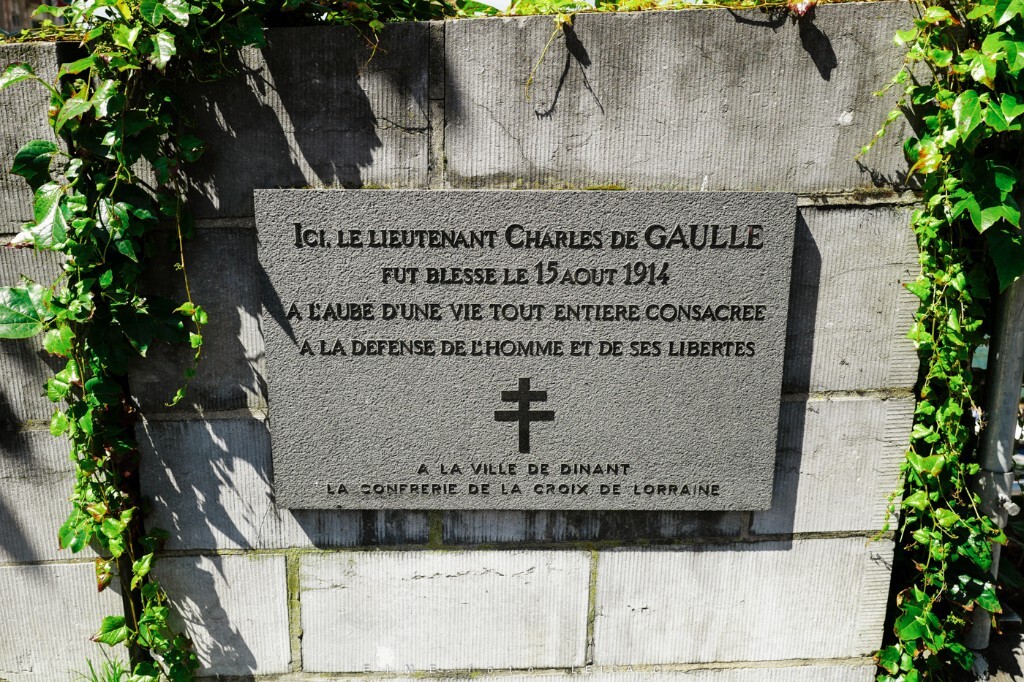 ICI, LE LIEUTENANT CHARLES DE GAULLE
FUT BLESSE LE 15 AOUT 1914
A L'AUBE D'UNE VIE TOUT ENTIERE CONSACREE
A LA DEFENSE DE L'HOMME ET DE SES LIBERTES
A LA VILLE DE DINANT
LA CONFRERIE DE LA CROIX DE LORRAINE